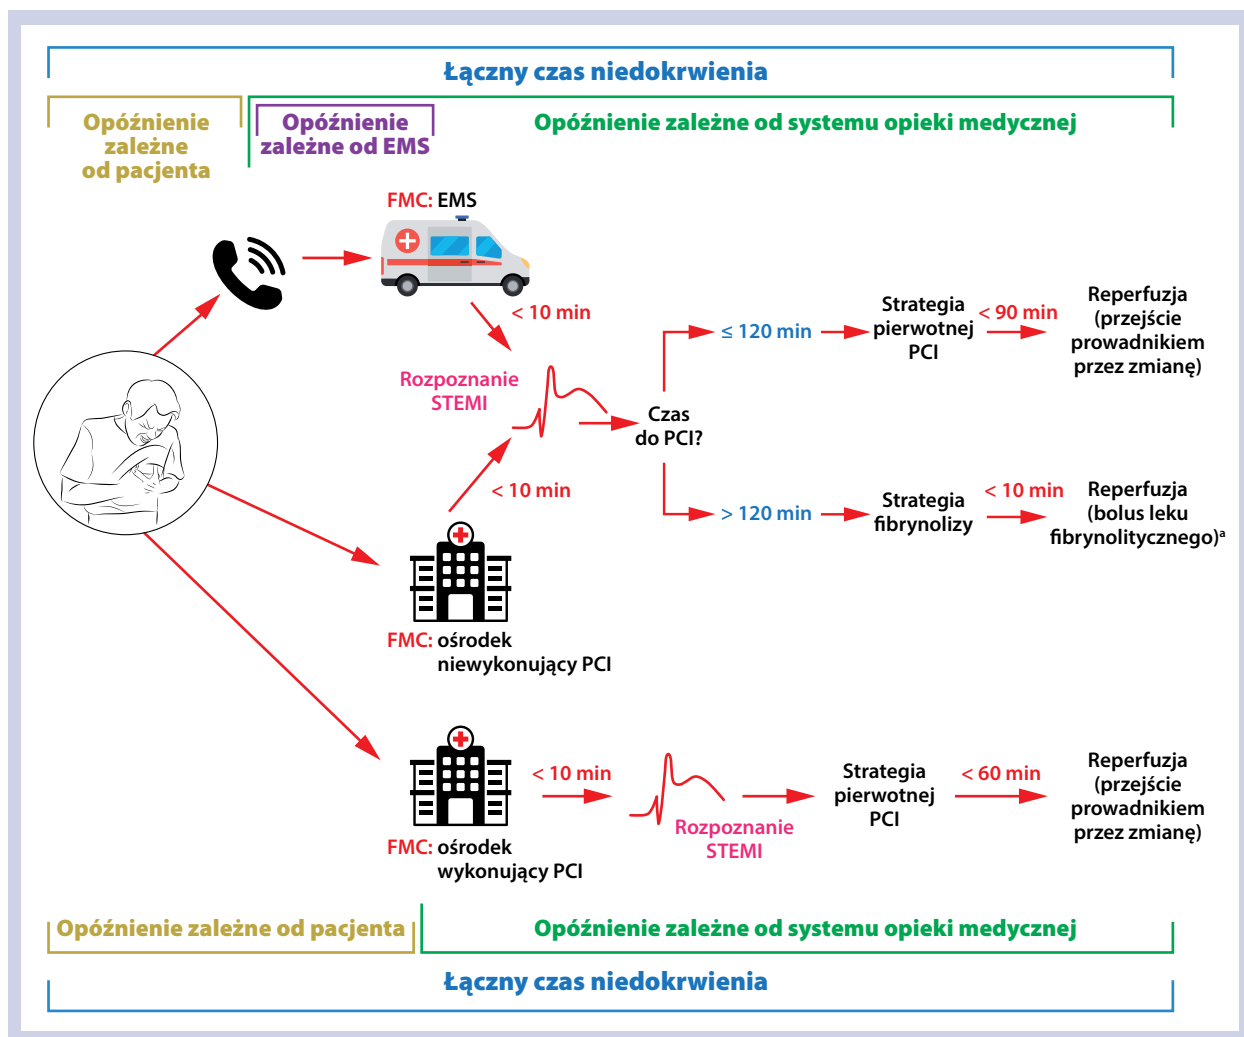 Łączny czas niedokrwienia
Opóźnienie
zależne
od pacjenta
Opóźnienie
zależne od EMS
Opóźnienie zależne od systemu opieki medycznej
FMC: EMS
< 10 min
Rozpoznanie
STEMI
< 10 min
Czas
do PCI?
≤ 120 min
Strategia
pierwotnej
PCI
< 90 min
Reperfuzja
(przejście
prowadnikiem
przez zmianę)
> 120 min
Strategia
fibrynolizy
< 10 min
Reperfuzja
(bolus leku
fibrynolitycznego)ᵃ
FMC: ośrodek
niewykonujący PCI
FMC: ośrodek
wykonujący PCI
< 10 min
Rozpoznanie
STEMI
Strategia
pierwotnej
PCI
< 60 min
Reperfuzja
(przejście
prowadnikiem
przez zmianę)
Opóźnienie zależne od pacjenta
Opóźnienie zależne od systemu opieki medycznej
Łączny czas niedokrwienia